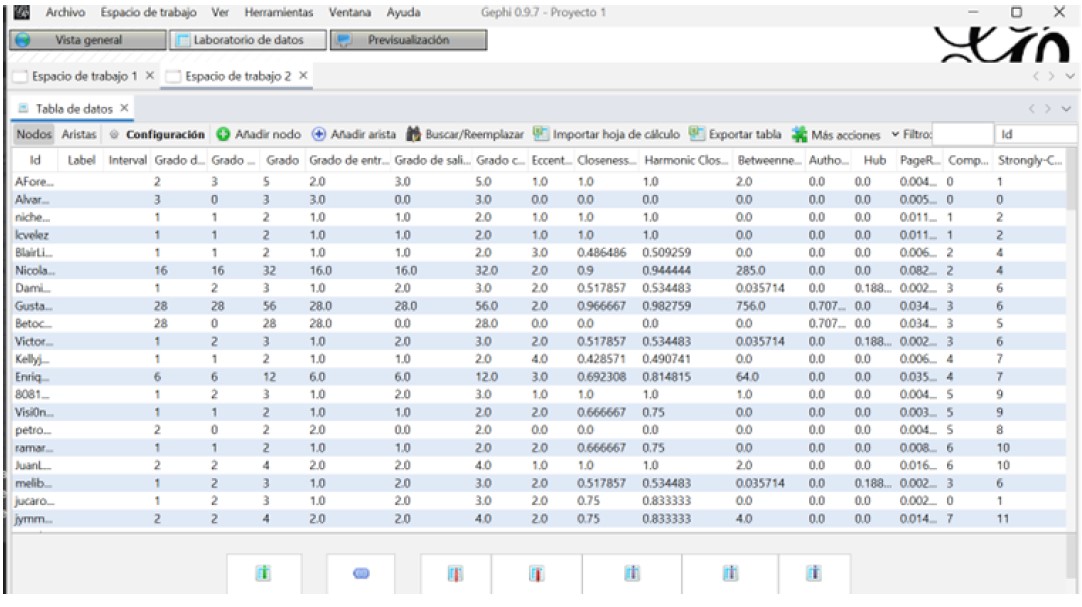 Archivo Espacio de trabajo Ver Herramientas Ventana Ayuda Gephi 0.9.7 - Proyecto 1
Vista general Laboratorio de datos Previsualización
Espacio de trabajo 1 × Espacio de trabajo 2 ×
Tabla de datos ×
Nodos Aristas Configuración Añadir nodo Añadir arista Buscar/Reemplazar Importar hoja de cálculo Exportar tabla Más acciones Filtro: Id
Id Label Interval Grado d... Grado ... Grado Grado de entr... Grado de sali... Grado c... Eccent... Closeness... Harmonic Clos... Betweenne... Autho... Hub PageR... Comp... Strongly-C...
AFore... 2 3 5 2.0 3.0 5.0 1.0 1.0 1.0 2.0 0.0 0.0 0.004... 0 1
Alvar... 3 0 3 3.0 0.0 3.0 0.0 0.0 0.0 0.0 0.0 0.0 0.005... 0 0
niche... 1 1 2 1.0 1.0 2.0 1.0 1.0 1.0 0.0 0.0 0.0 0.011... 1 2
lcvelez 1 1 2 1.0 1.0 2.0 1.0 1.0 1.0 0.0 0.0 0.0 0.011... 1 2
BlairLi... 1 1 2 1.0 1.0 2.0 3.0 0.486486 0.509259 0.0 0.0 0.0 0.006... 2 4
Nicola... 16 16 32 16.0 16.0 32.0 2.0 0.9 0.944444 285.0 0.0 0.0 0.082... 2 4
Dami... 1 2 3 1.0 2.0 3.0 2.0 0.517857 0.534483 0.035714 0.0 0.188... 0.002... 3 6
Gusta... 28 28 56 28.0 28.0 56.0 2.0 0.966667 0.982759 756.0 0.707... 0.0 0.034... 3 6
Betoc... 28 0 28 28.0 0.0 28.0 0.0 0.0 0.0 0.0 0.707... 0.0 0.034... 3 5
Victor... 1 2 3 1.0 2.0 3.0 2.0 0.517857 0.534483 0.035714 0.0 0.188... 0.002... 3 6
Kellyj... 1 1 2 1.0 1.0 2.0 4.0 0.428571 0.490741 0.0 0.0 0.0 0.006... 4 7
Enriq... 6 6 12 6.0 6.0 12.0 3.0 0.692308 0.814815 64.0 0.0 0.0 0.035... 4 7
8081... 1 2 3 1.0 2.0 3.0 1.0 1.0 1.0 1.0 0.0 0.0 0.004... 5 9
Visi0n... 1 1 2 1.0 1.0 2.0 2.0 0.666667 0.75 0.0 0.0 0.0 0.003... 5 9
petro... 2 0 2 2.0 0.0 2.0 0.0 0.0 0.0 0.0 0.0 0.0 0.004... 5 8
ramar... 1 1 2 1.0 1.0 2.0 2.0 0.666667 0.75 0.0 0.0 0.0 0.008... 6 10
JuanL... 2 2 4 2.0 2.0 4.0 1.0 1.0 1.0 2.0 0.0 0.0 0.016... 6 10
melib... 1 2 3 1.0 2.0 3.0 2.0 0.517857 0.534483 0.035714 0.0 0.188... 0.002... 3 6
jucaro... 1 2 3 1.0 2.0 3.0 2.0 0.75 0.833333 0.0 0.0 0.0 0.002... 0 1
jymm... 2 2 4 2.0 2.0 4.0 2.0 0.75 0.833333 4.0 0.0 0.0 0.014... 7 11